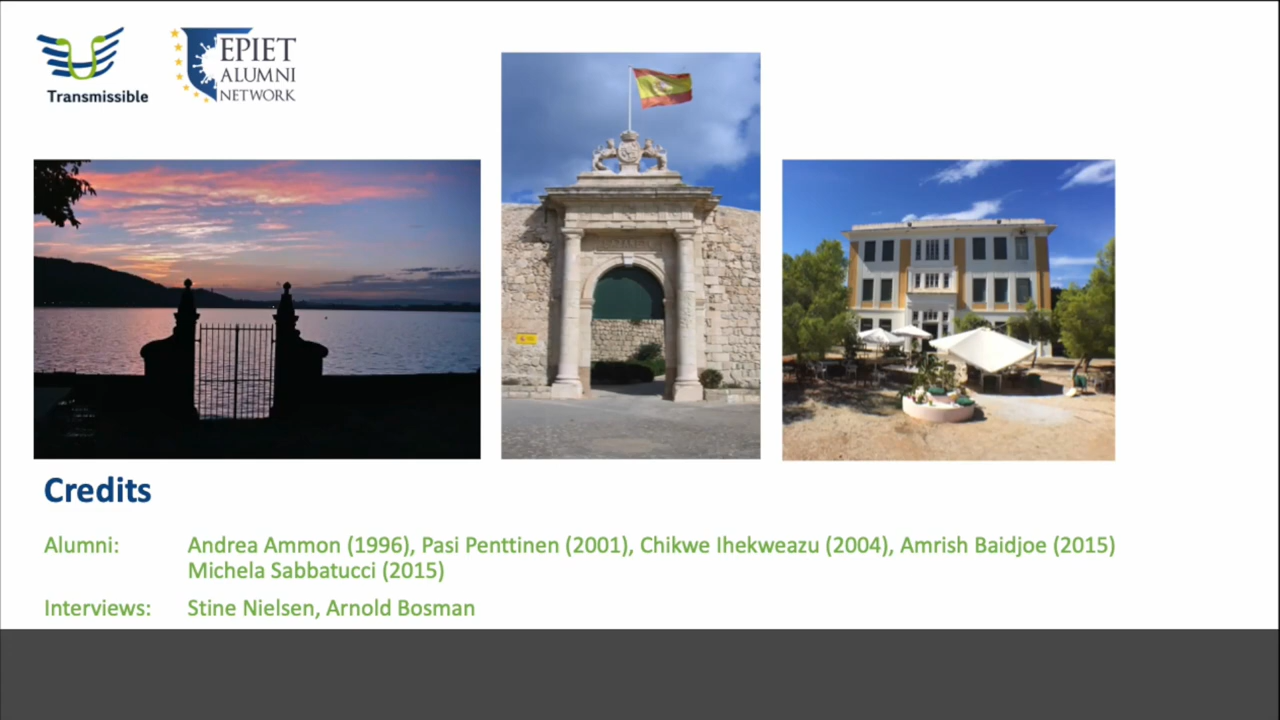 Transmissible
EPIET
ALUMNI
NETWORK
Credits
Alumni: Andrea Ammon (1996), Pasi Penttinen (2001), Chikwe Ihekweazu (2004), Amrish Baidjoe (2015)
Michela Sabbatucci (2015)
Interviews: Stine Nielsen, Arnold Bosman